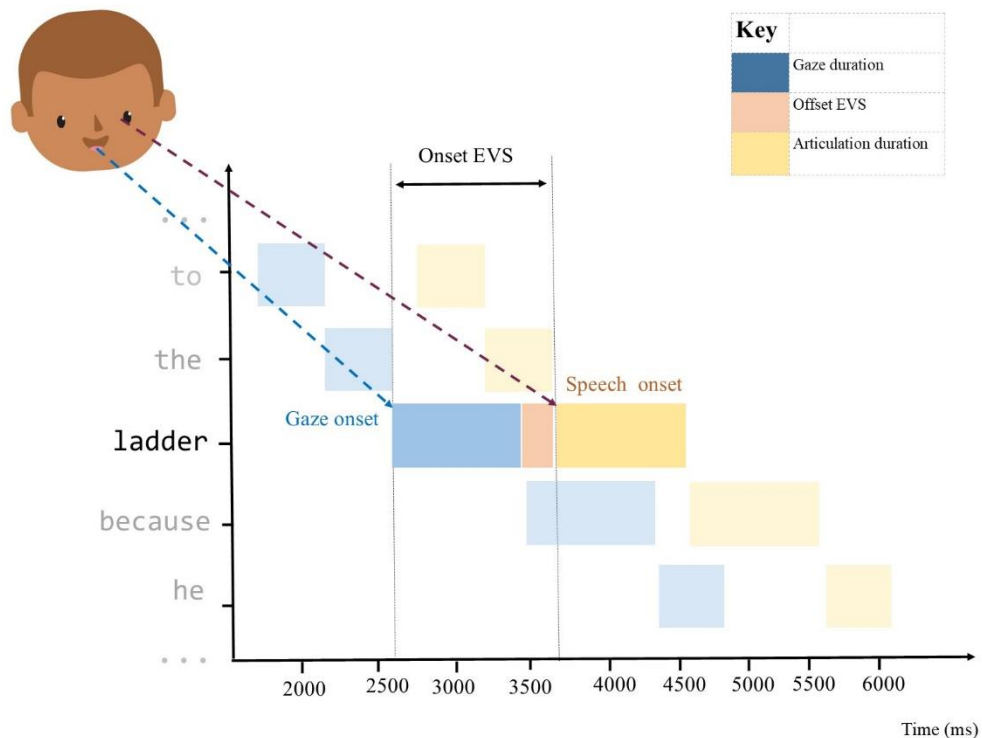 Key
Gaze duration
Offset EVS
Articulation duration
Onset EVS
...
to
the
Speech onset
Gaze onset
ladder
because
he
...
2000 2500 3000 3500 4000 4500 5000 5500 6000
Time (ms)